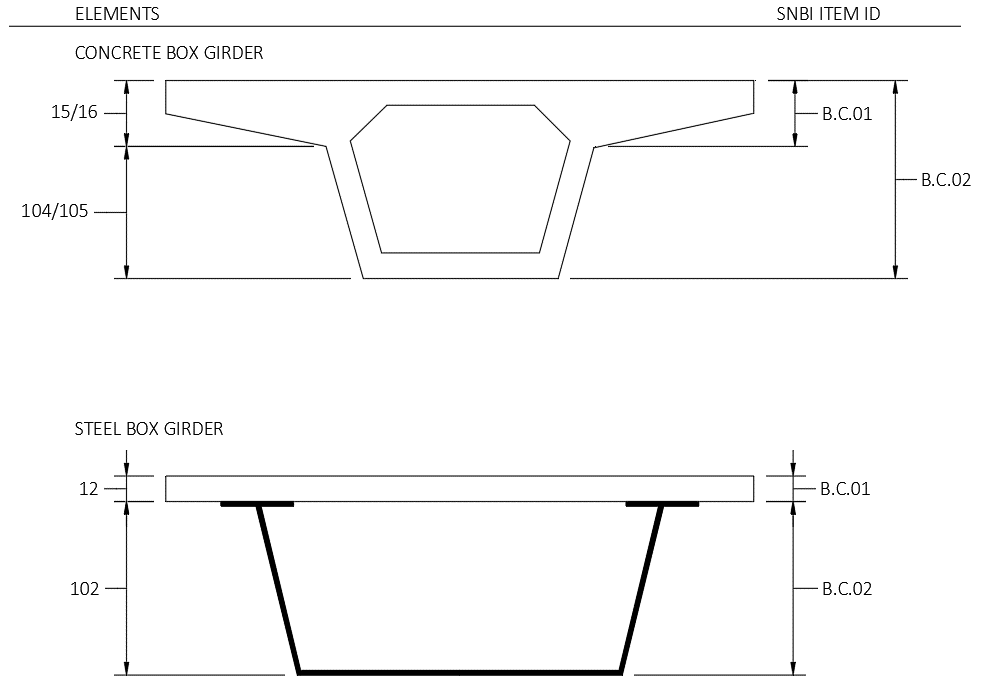 ELEMENTS SNBI ITEM ID
CONCRETE BOX GIRDER
15/16 B.C.01
B.C.02
104/105
STEEL BOX GIRDER
12 B.C.01
102 B.C.02